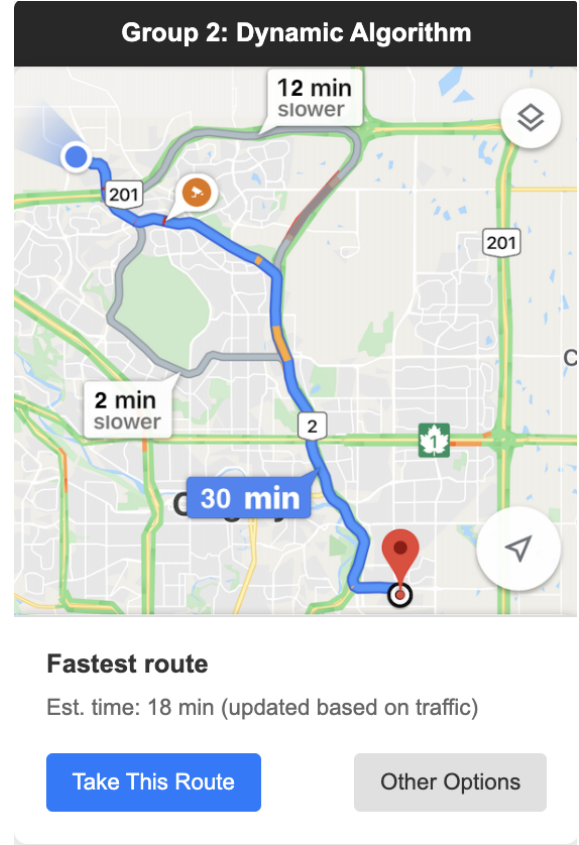 Group 2: Dynamic Algorithm
12 min
slower
201
201
2 min
slower
2
1
30 min
Fastest route
Est. time: 18 min (updated based on traffic)
Take This Route
Other Options